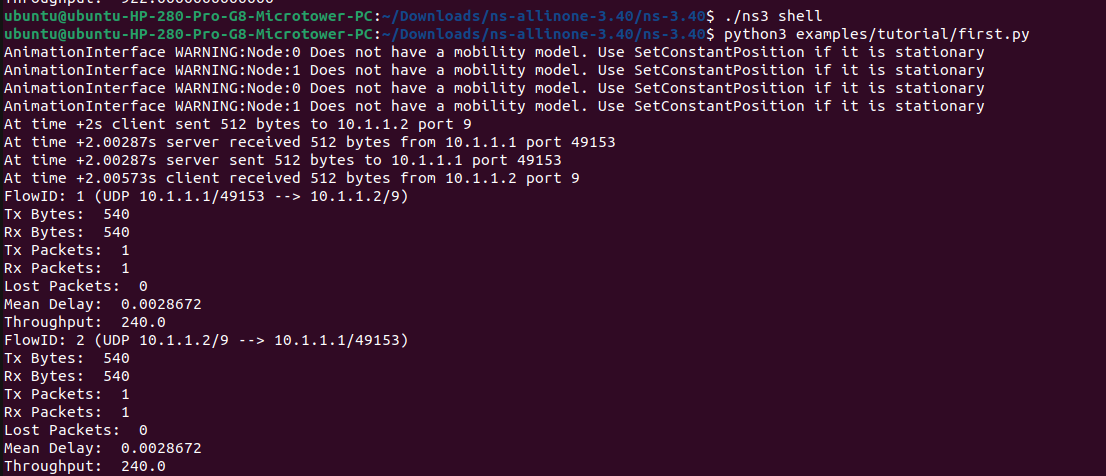 ubuntu@ubuntu-HP-280-Pro-G8-Microtower-PC:~/Downloads/ns-allinone-3.40/ns-3.40$ ./ns3 shell
ubuntu@ubuntu-HP-280-Pro-G8-Microtower-PC:~/Downloads/ns-allinone-3.40/ns-3.40$ python3 examples/tutorial/first.py
AnimationInterface WARNING:Node:0 Does not have a mobility model. Use SetConstantPosition if it is stationary
AnimationInterface WARNING:Node:1 Does not have a mobility model. Use SetConstantPosition if it is stationary
AnimationInterface WARNING:Node:0 Does not have a mobility model. Use SetConstantPosition if it is stationary
AnimationInterface WARNING:Node:1 Does not have a mobility model. Use SetConstantPosition if it is stationary
At time +2s client sent 512 bytes to 10.1.1.2 port 9
At time +2.00287s server received 512 bytes from 10.1.1.1 port 49153
At time +2.00287s server sent 512 bytes to 10.1.1.1 port 49153
At time +2.00573s client received 512 bytes from 10.1.1.2 port 9
FlowID: 1 (UDP 10.1.1.1/49153 --> 10.1.1.2/9)
Tx Bytes:  540
Rx Bytes:  540
Tx Packets:  1
Rx Packets:  1
Lost Packets:  0
Mean Delay:  0.0028672
Throughput:  240.0
FlowID: 2 (UDP 10.1.1.2/9 --> 10.1.1.1/49153)
Tx Bytes:  540
Rx Bytes:  540
Tx Packets:  1
Rx Packets:  1
Lost Packets:  0
Mean Delay:  0.0028672
Throughput:  240.0